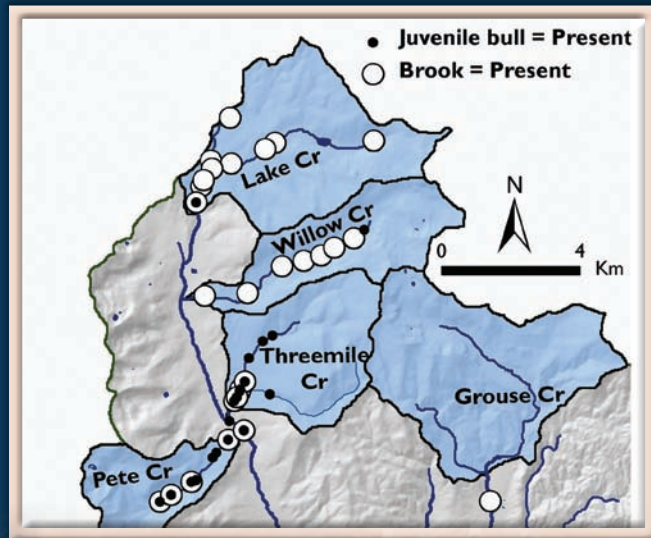 Juvenile bull = Present
Brook = Present
Lake Cr
N
Willow Cr
0 4
Km
Threemile
Cr
Grouse Cr
Pete Cr